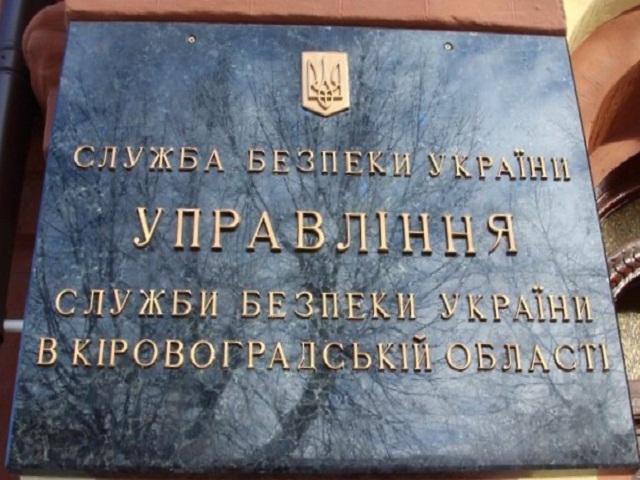 СЛУЖБА БЕЗПЕКИ УКРАЇНИ
УПРАВЛІННЯ
СЛУЖБИ БЕЗПЕКИ УКРАЇНИ
В КІРОВОГРАДСЬКІЙ ОБЛАСТІ